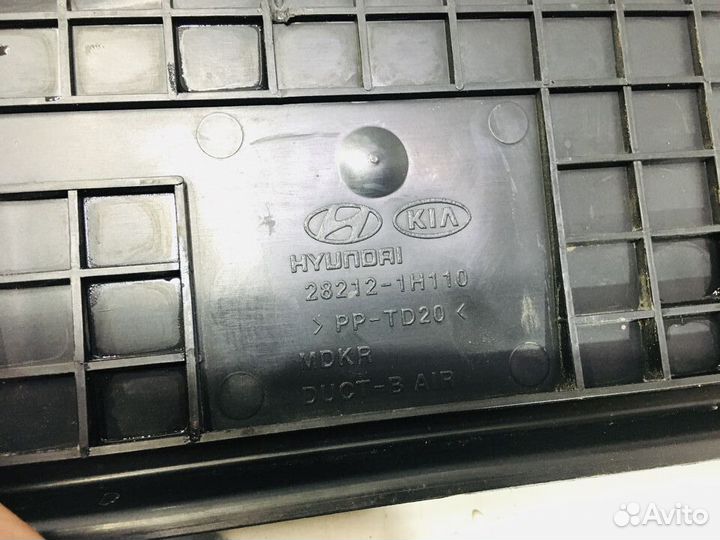 KIA
HYUNDAI
28212-1H110
> PP-TD20 <
MDKR
DUCT-B AIR
Avito